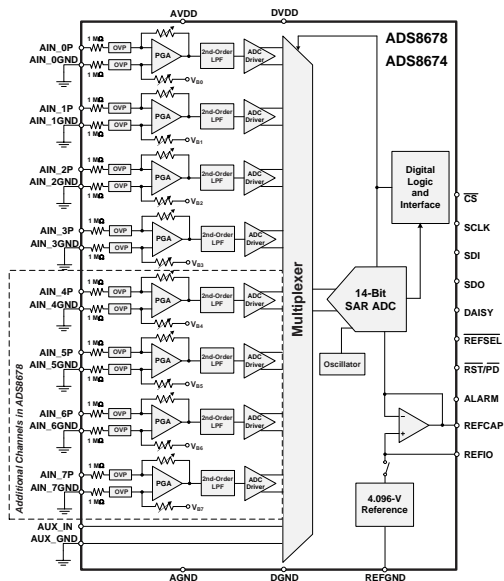 AVDD
DVDD
ADS8678
ADS8674
AIN_0P
AIN_0GND
1 MΩ
OVP
OVP
1 MΩ
PGA
VB0
2nd-Order
LPF
ADC
Driver
AIN_1P
AIN_1GND
1 MΩ
OVP
OVP
1 MΩ
PGA
VB1
2nd-Order
LPF
ADC
Driver
AIN_2P
AIN_2GND
1 MΩ
OVP
OVP
1 MΩ
PGA
VB2
2nd-Order
LPF
ADC
Driver
AIN_3P
AIN_3GND
1 MΩ
OVP
OVP
1 MΩ
PGA
VB3
2nd-Order
LPF
ADC
Driver
Additional Channels in ADS8678
AIN_4P
AIN_4GND
1 MΩ
OVP
OVP
1 MΩ
PGA
VB4
2nd-Order
LPF
ADC
Driver
AIN_5P
AIN_5GND
1 MΩ
OVP
OVP
1 MΩ
PGA
VB5
2nd-Order
LPF
ADC
Driver
AIN_6P
AIN_6GND
1 MΩ
OVP
OVP
1 MΩ
PGA
VB6
2nd-Order
LPF
ADC
Driver
AIN_7P
AIN_7GND
1 MΩ
OVP
OVP
1 MΩ
PGA
VB7
2nd-Order
LPF
ADC
Driver
AUX_IN
AUX_GND
Multiplexer
Digital
Logic
and
Interface
14-Bit
SAR ADC
Oscillator
4.096-V
Reference
CS
SCLK
SDI
SDO
DAISY
REFSEL
RST/PD
ALARM
REFCAP
REFIO
AGND
DGND
REFGND